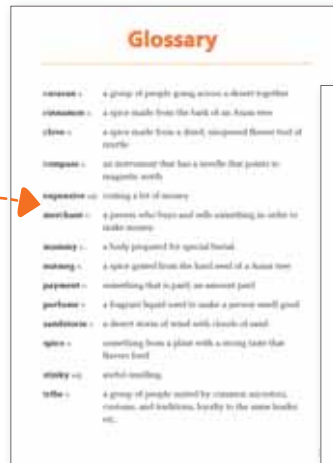 Glossary
caravan n. a group of people going across a desert together
cinnamon n. a spice made from the bark of an Asian tree
clove n. a spice made from a dried, unopened flower bud of
myrtle
compass n. an instrument that has a needle that points to
magnetic north
expensive adj. costing a lot of money
merchant n. a person who buys and sells something in order to
make money
mummy n. a body prepared for special burial
nutmeg n. a spice grated from the hard seed of a Asian tree
payment n. something that is paid; an amount paid
perfume n. a fragrant liquid used to make a person smell good
sandstorm n. a desert storm of wind with clouds of sand
spice n. something from a plant with a strong taste that
flavors food
stinky adj. awful smelling
tribe n. a group of people united by common ancestors,
customs, and traditions, loyalty to the same leader
etc.